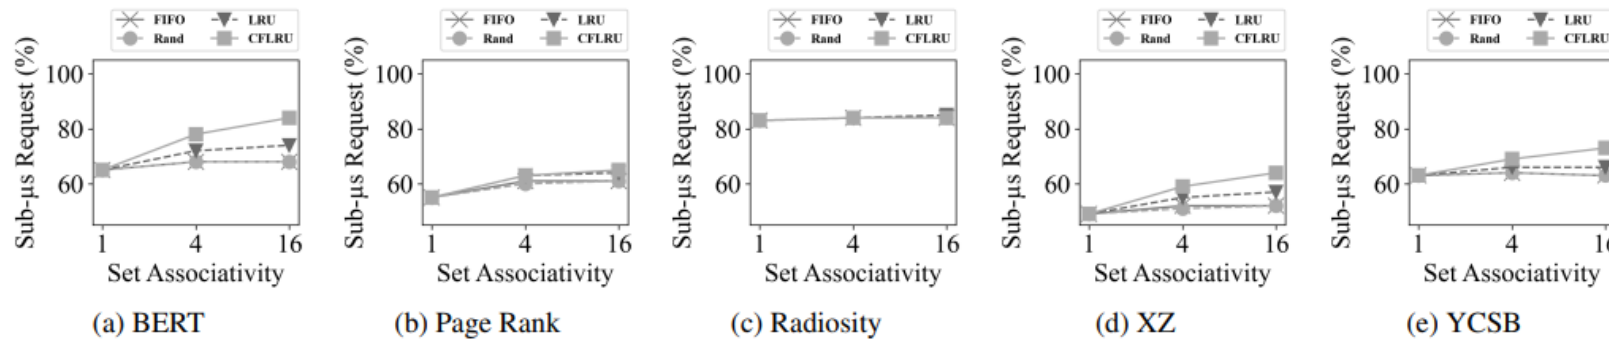 FIFO LRU
Rand CFLRU
Sub-μs Request (%)
100
80
60
1 4 16
Set Associativity
(a) BERT
FIFO LRU
Rand CFLRU
Sub-μs Request (%)
100
80
60
1 4 16
Set Associativity
(b) Page Rank
FIFO LRU
Rand CFLRU
Sub-μs Request (%)
100
80
60
1 4 16
Set Associativity
(c) Radiosity
FIFO LRU
Rand CFLRU
Sub-μs Request (%)
100
80
60
1 4 16
Set Associativity
(d) XZ
FIFO LRU
Rand CFLRU
Sub-μs Request (%)
100
80
60
1 4 16
Set Associativity
(e) YCSB